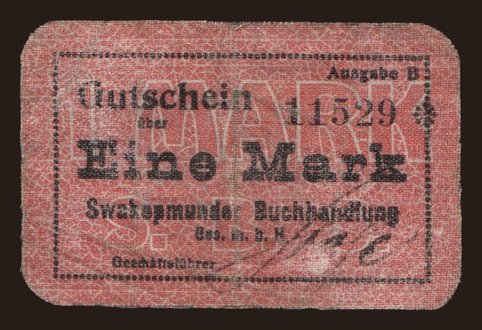 Ausgabe B
Gutschein 11529
über
Eine Mark
Swakopmunder Buchhandlung
Ges. m. b. H.
Geschäftsführer